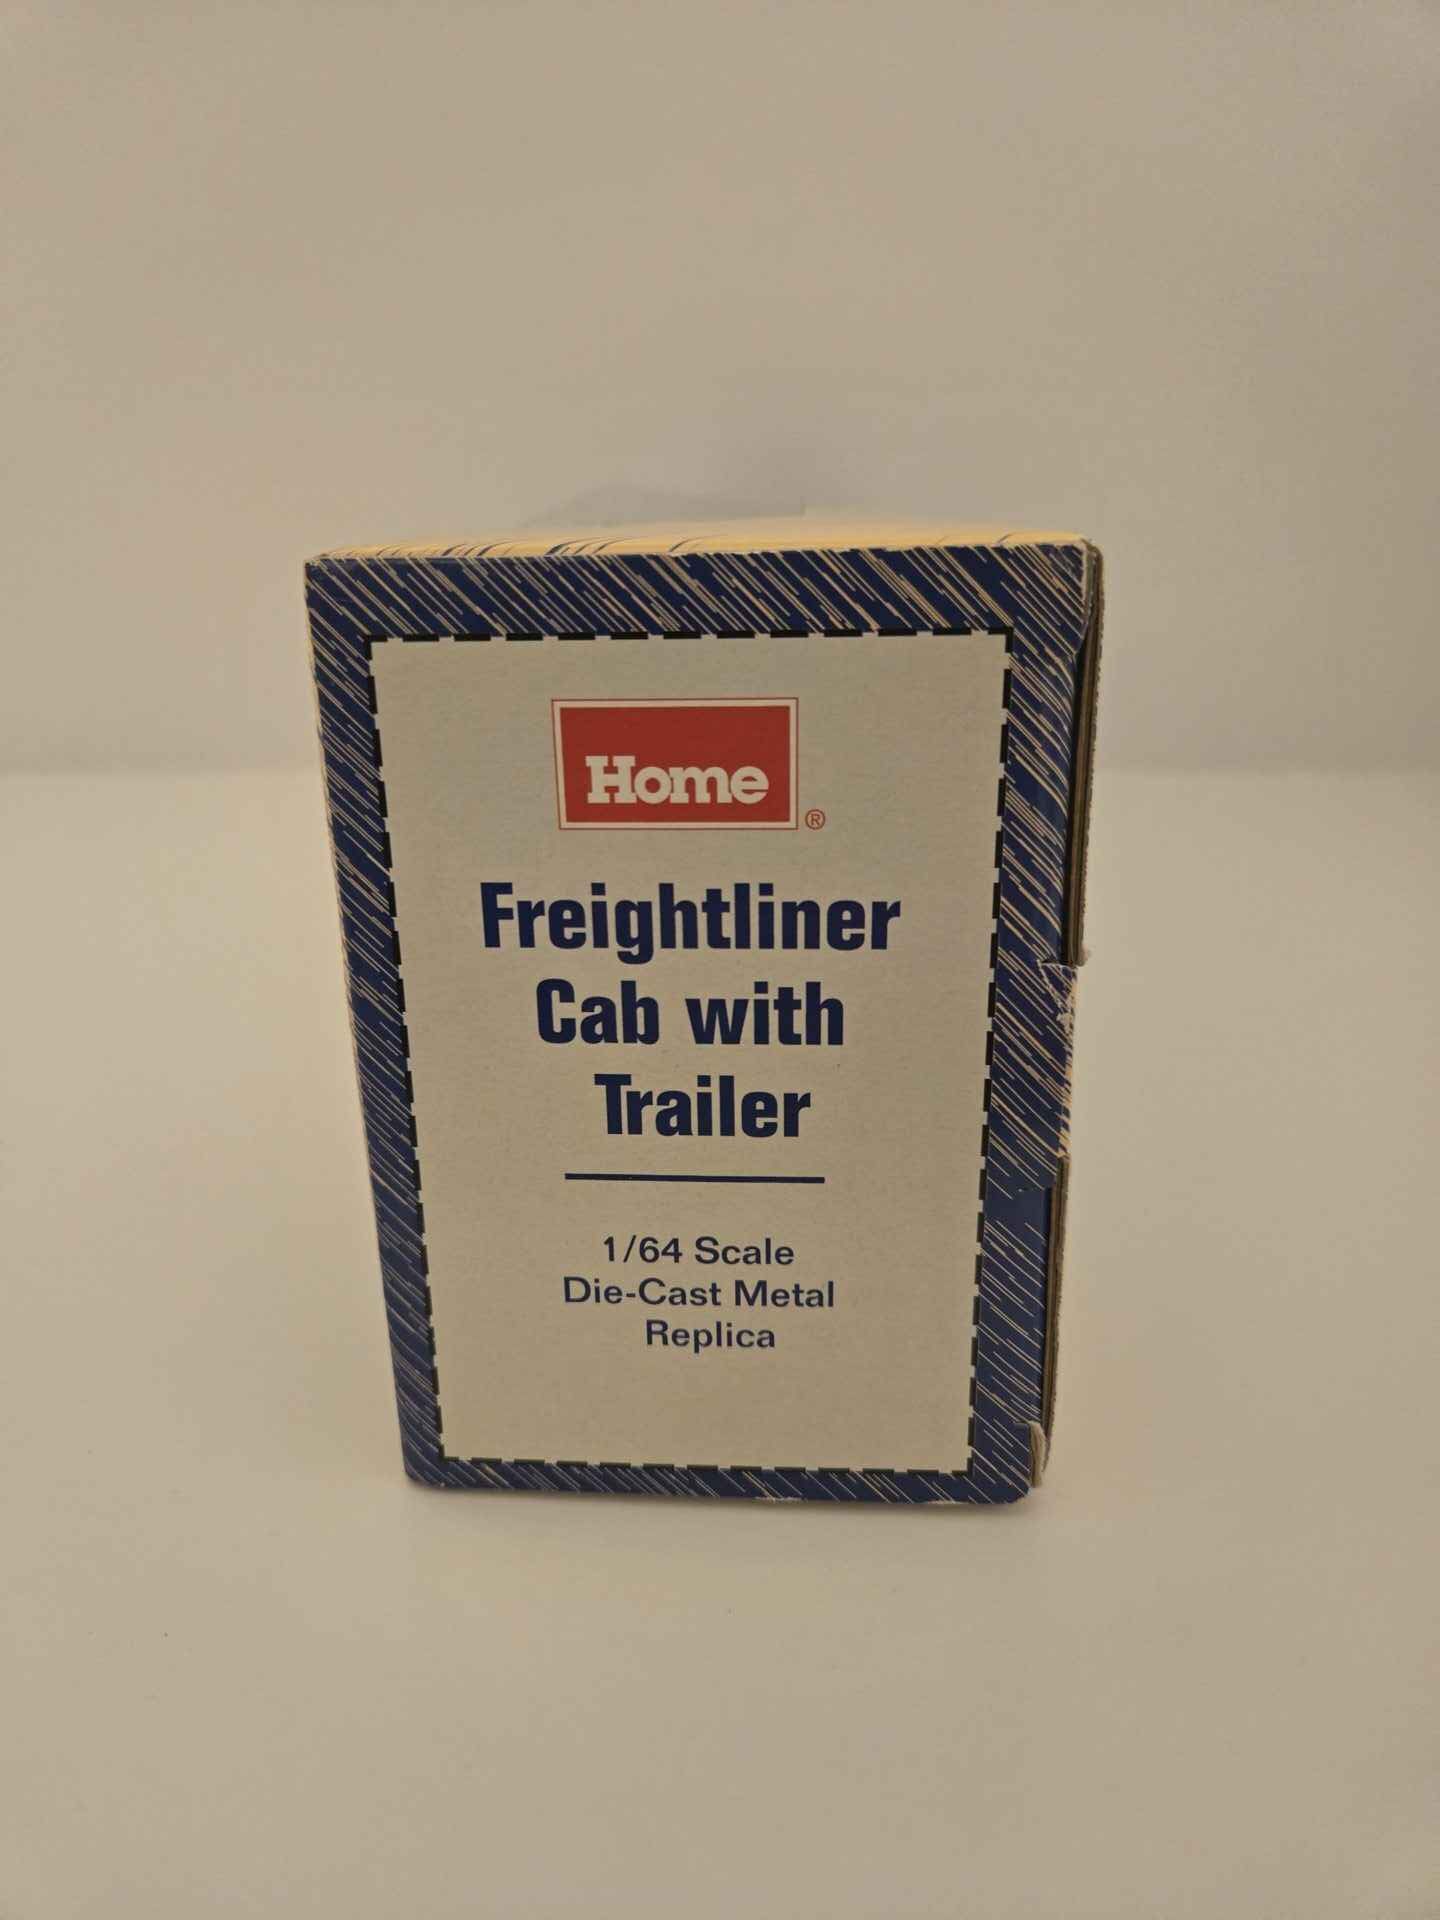 Home ®
Freightliner
Cab with
Trailer
1/64 Scale
Die-Cast Metal
Replica